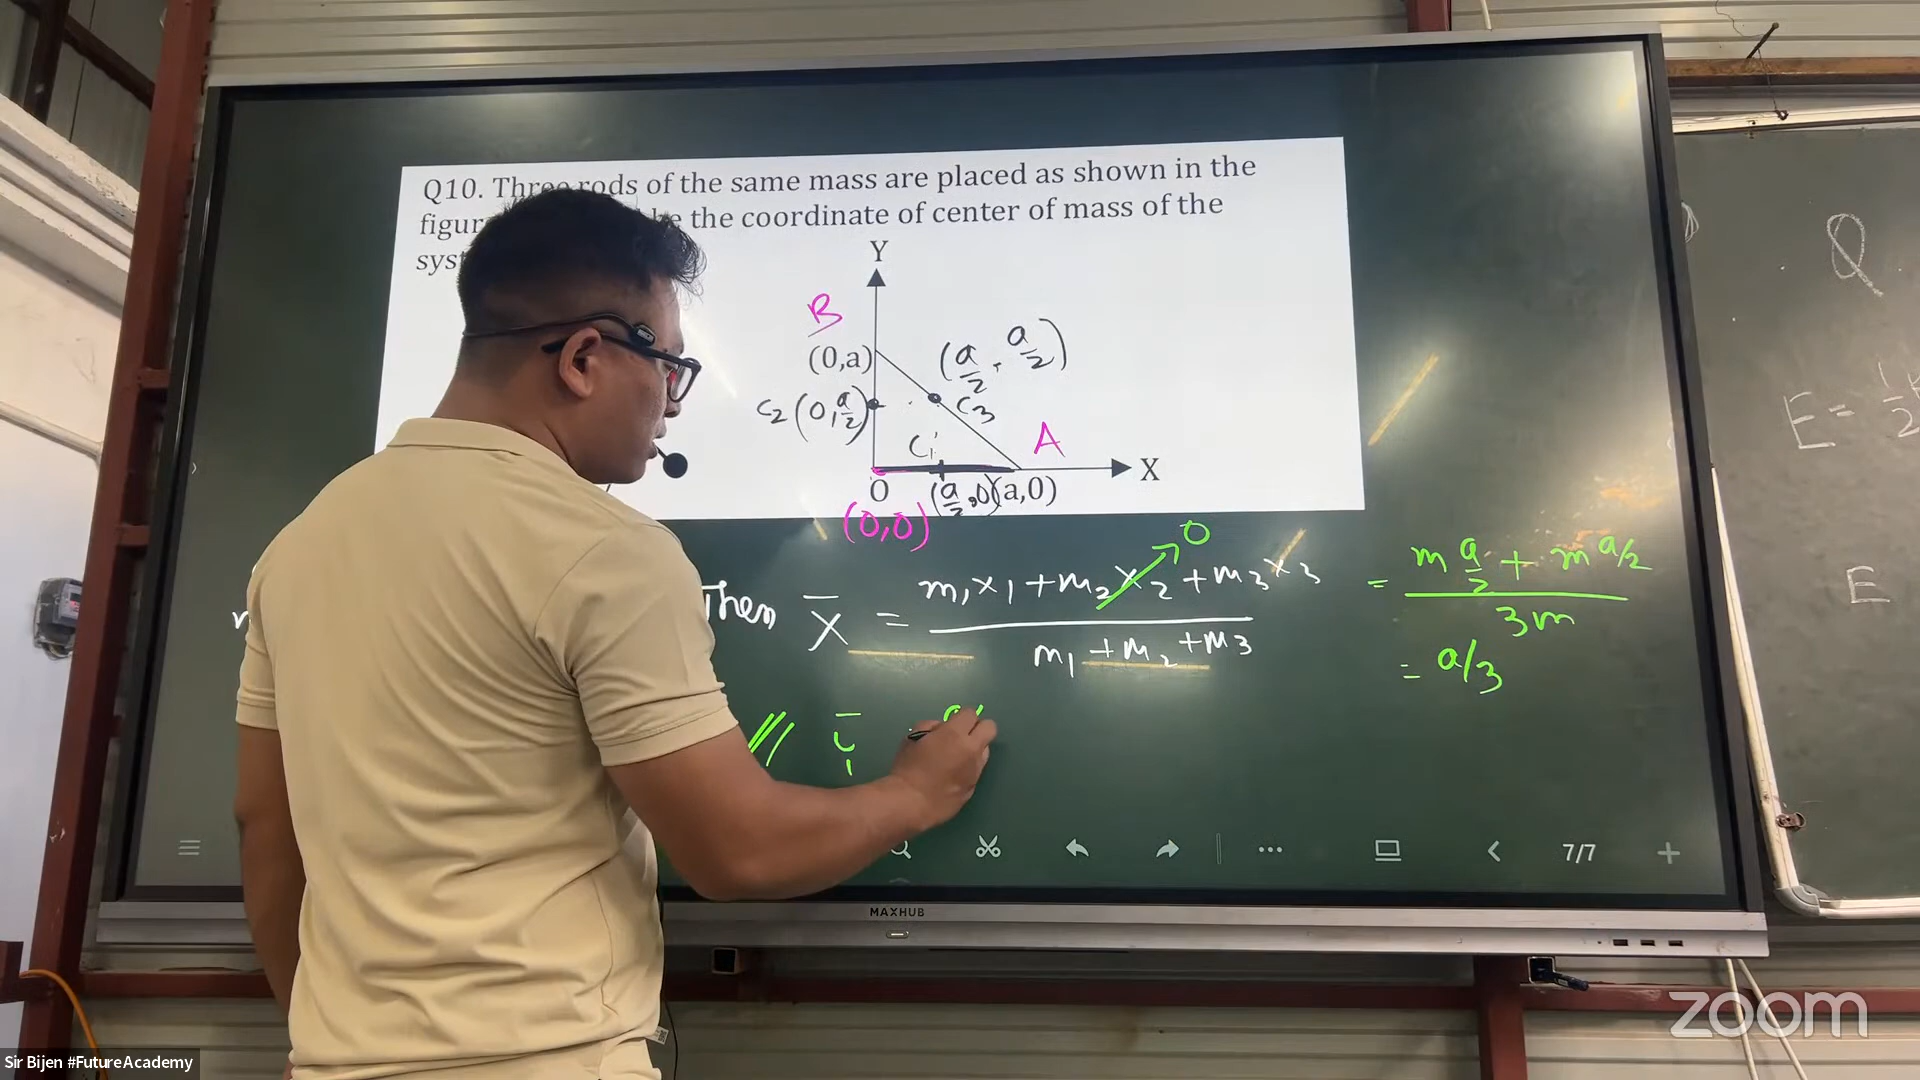 Q10. Three rods of the same mass are placed as shown in the
figur the coordinate of center of mass of the
sys
Y
B
(0,a)
(a/2, a/2)
C2 (0, a/2)
C3
C1
A
X
O
(a/2, 0)
(a,0)
(0,0)
Then X̄ = (m1x1 + m2x2 + m3x3) / (m1 + m2 + m3)
0
= (m a/2 + m a/2) / 3m
= a/3
Q
E = 1/2
E
7/7
MAXHUB
zoom
Sir Bijen #FutureAcademy